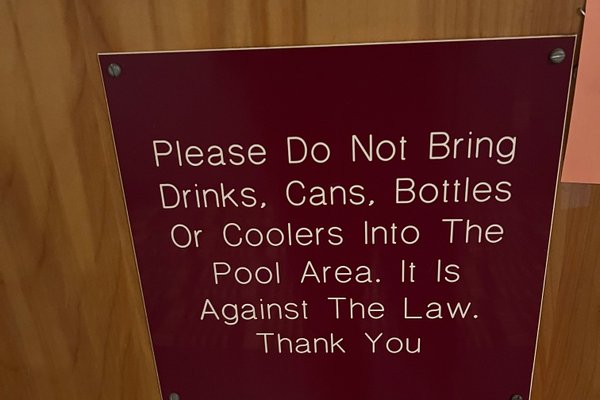 Please Do Not Bring
Drinks, Cans, Bottles
Or Coolers Into The
Pool Area. It Is
Against The Law.
Thank You